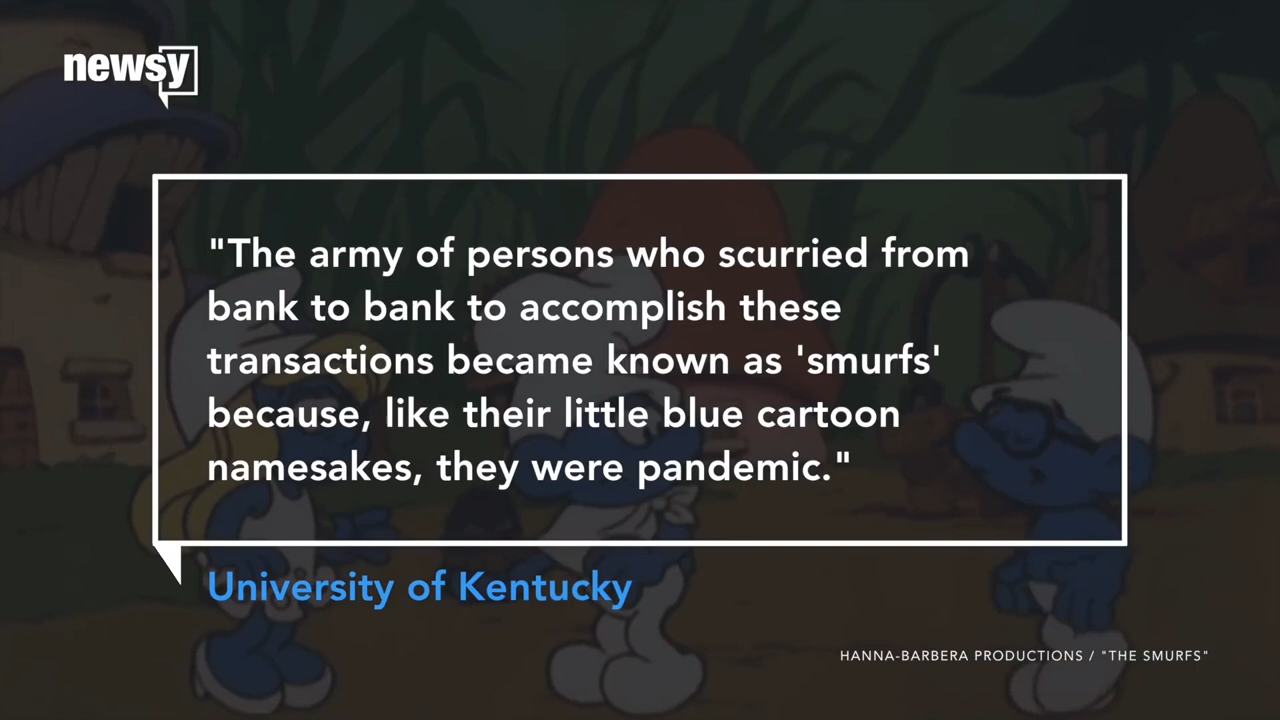 newsy
"The army of persons who scurried from
bank to bank to accomplish these
transactions became known as 'smurfs'
because, like their little blue cartoon
namesakes, they were pandemic."
University of Kentucky
HANNA-BARBERA PRODUCTIONS / "THE SMURFS"